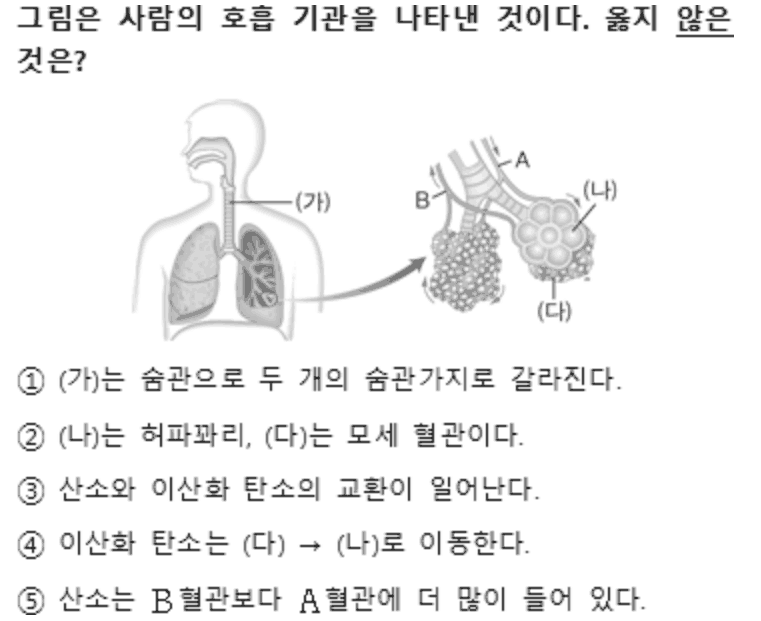 그림은 사람의 호흡 기관을 나타낸 것이다. 옳지 않은
것은?
(가)
A
B
(나)
(다)
① (가)는 숨관으로 두 개의 숨관가지로 갈라진다.
② (나)는 허파꽈리, (다)는 모세 혈관이다.
③ 산소와 이산화 탄소의 교환이 일어난다.
④ 이산화 탄소는 (다) → (나)로 이동한다.
⑤ 산소는 B혈관보다 A혈관에 더 많이 들어 있다.